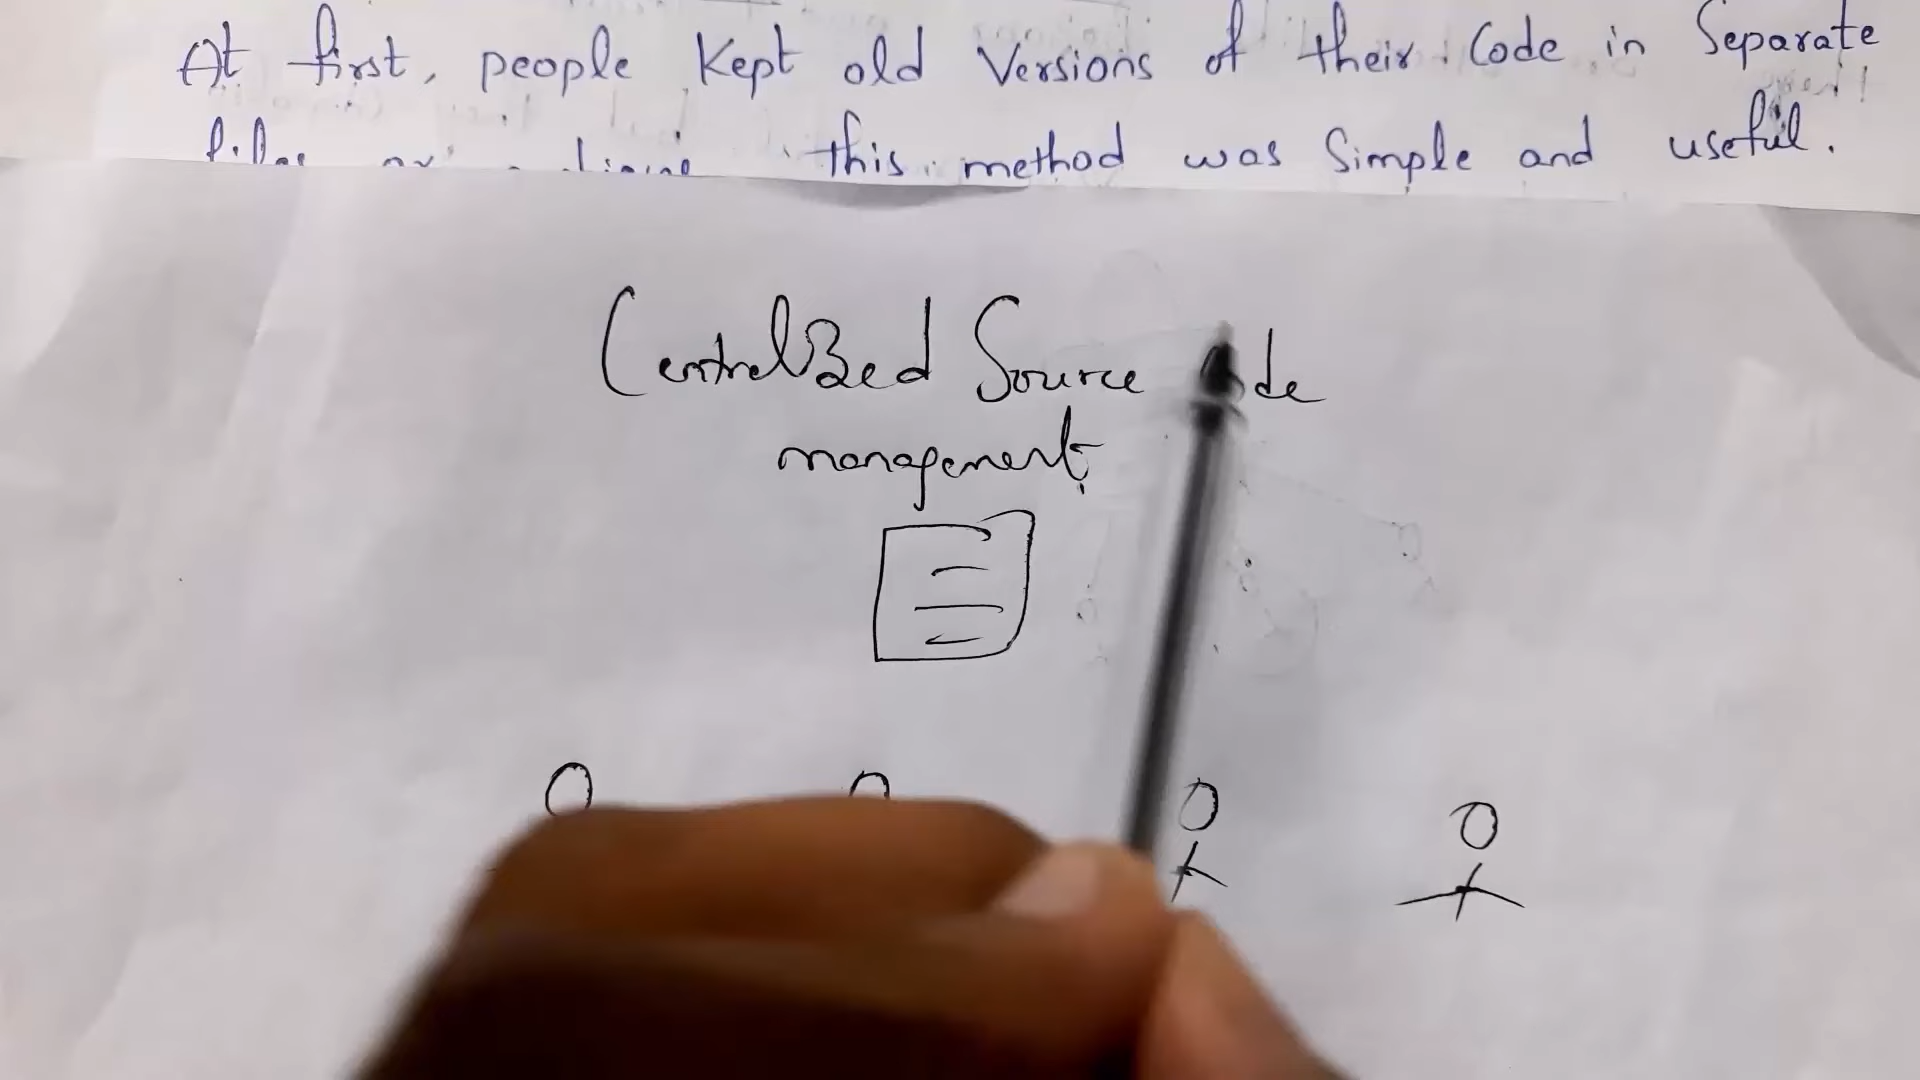 At first, people Kept old Versions of their Code in Separate
this method was Simple and useful.
Centralized Source
management